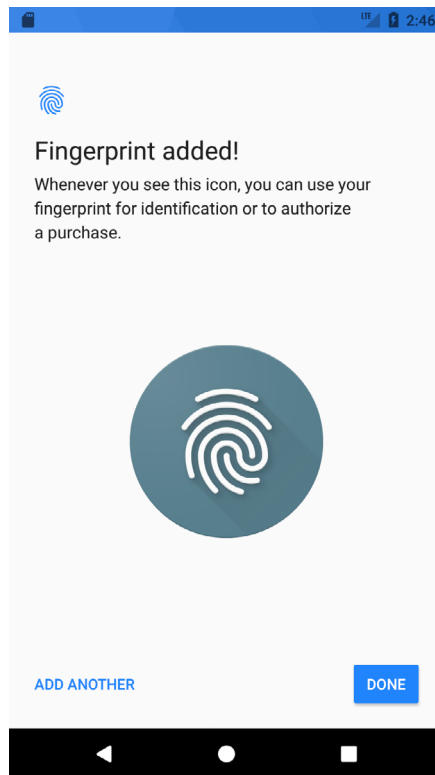 LTE 2:46
Fingerprint added!
Whenever you see this icon, you can use your
fingerprint for identification or to authorize
a purchase.
ADD ANOTHER
DONE